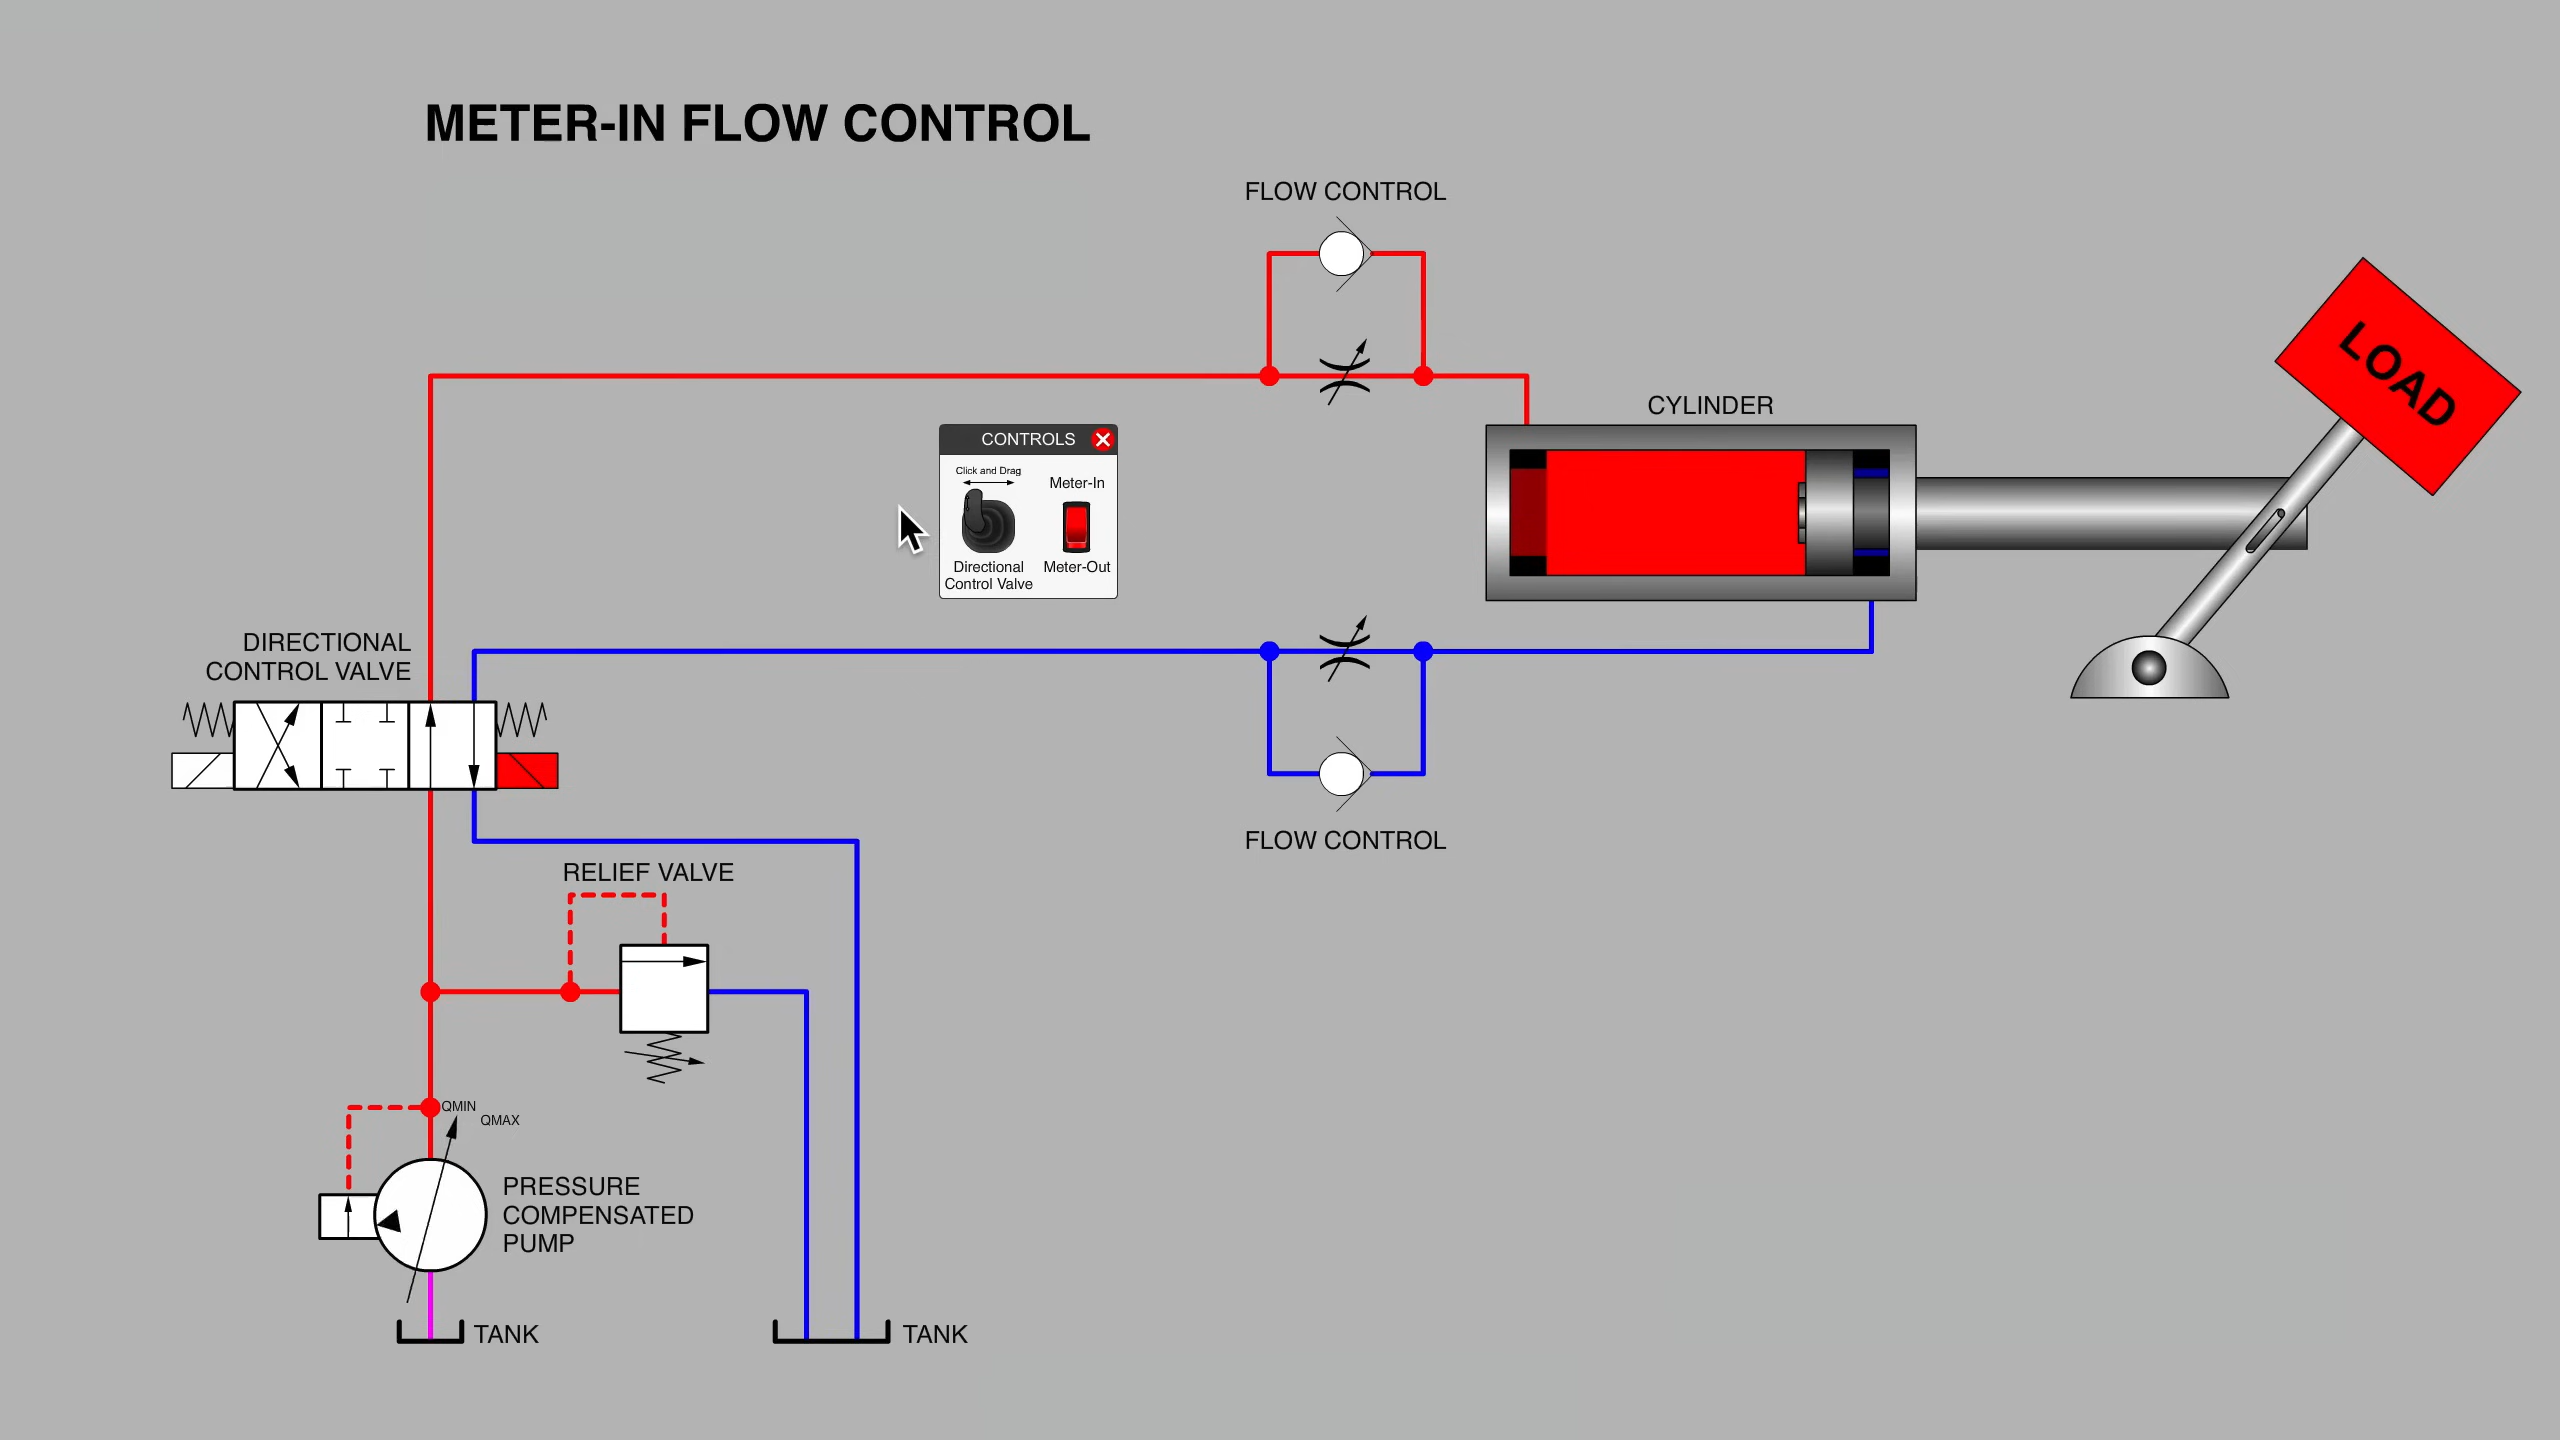 METER-IN FLOW CONTROL
FLOW CONTROL
CYLINDER
LOAD
CONTROLS
Click and Drag
Meter-In
Directional
Control Valve
Meter-Out
DIRECTIONAL
CONTROL VALVE
FLOW CONTROL
RELIEF VALVE
QMIN
QMAX
PRESSURE
COMPENSATED
PUMP
TANK
TANK